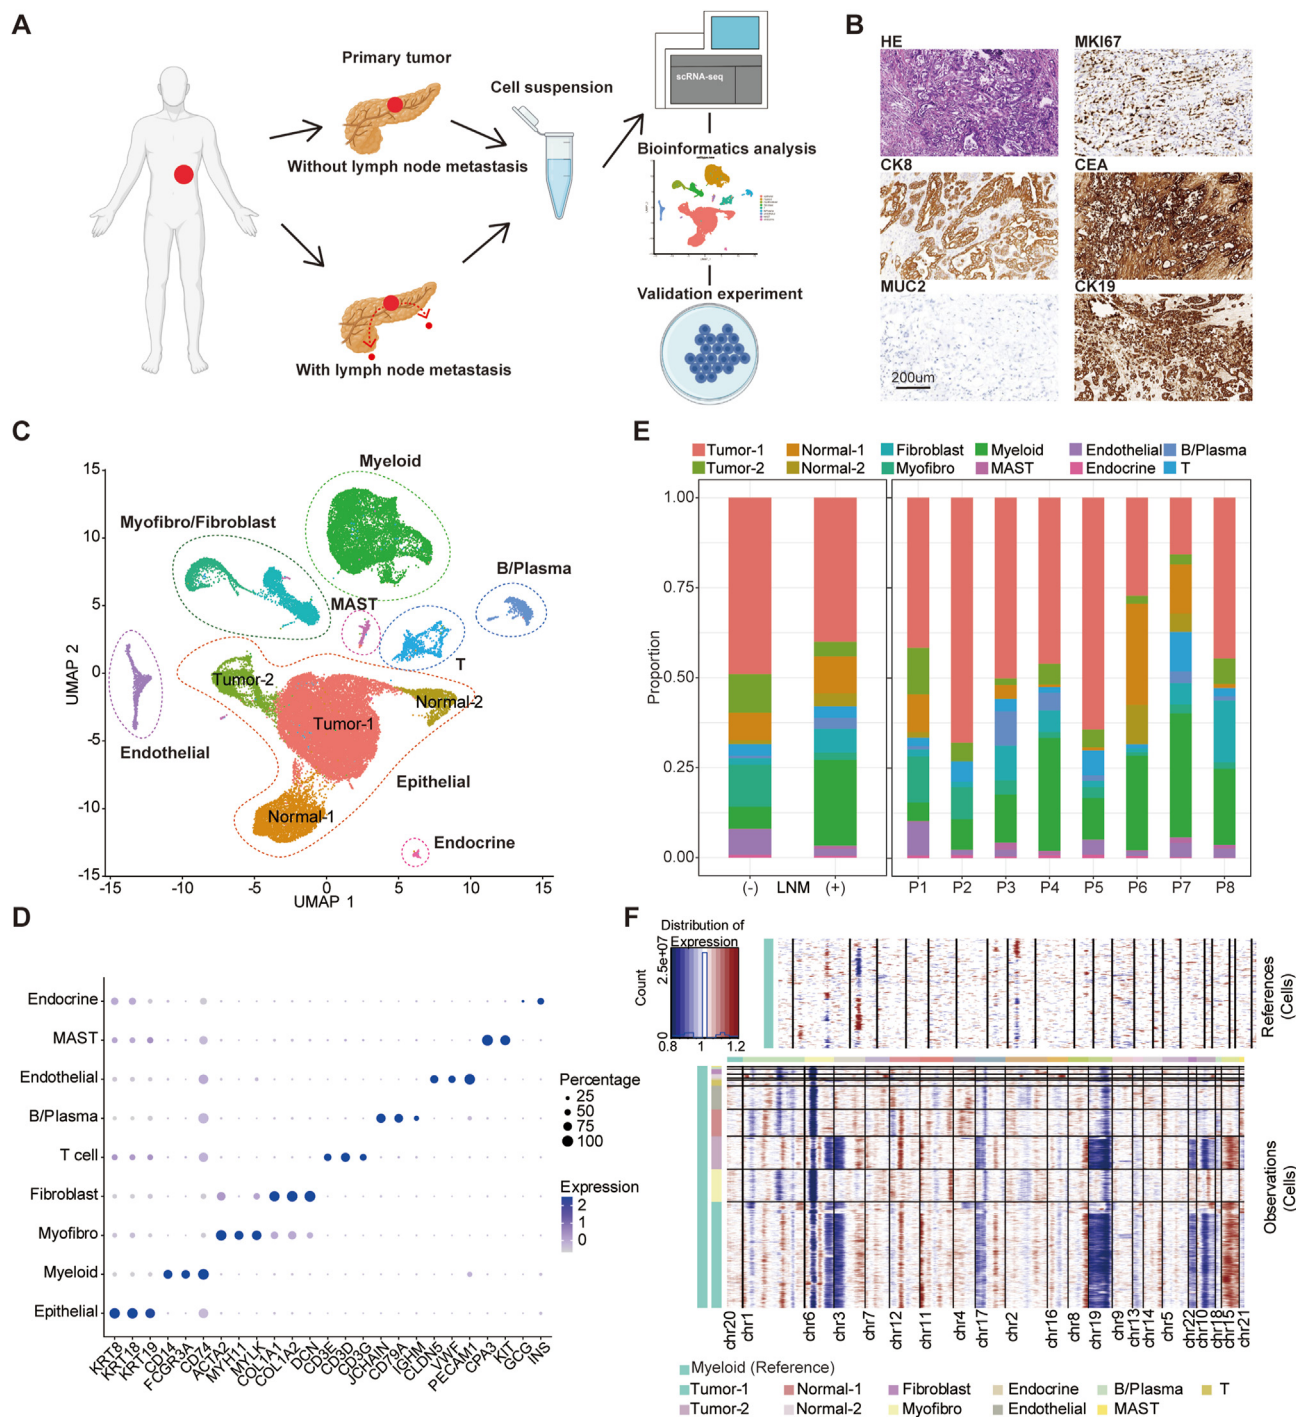 A
Primary tumor
Without lymph node metastasis
With lymph node metastasis
Cell suspension
scRNA-seq
Bioinformatics analysis
Validation experiment
B
HE
MKI67
CK8
CEA
MUC2
CK19
200um
C
15
10
5
0
-5
-10
-15
-15
-10
-5
0
5
10
15
UMAP 2
UMAP 1
Myeloid
Myofibro/Fibroblast
B/Plasma
MAST
T
Tumor-2
Normal-2
Tumor-1
Endothelial
Epithelial
Normal-1
Endocrine
E
Tumor-1
Normal-1
Fibroblast
Myeloid
Endothelial
B/Plasma
Tumor-2
Normal-2
Myofibro
MAST
Endocrine
T
Proportion
1.00
0.75
0.50
0.25
0.00
(-)
LNM
(+)
P1
P2
P3
P4
P5
P6
P7
P8
D
Endocrine
MAST
Endothelial
B/Plasma
T cell
Fibroblast
Myofibro
Myeloid
Epithelial
KRT8
KRT18
KRT19
CD14
FCGR3A
CD74
ACTA2
MYH11
MYLK
COL1A1
COL1A2
DCN
CD3E
CD3D
CD3G
JCHAIN
CD79A
IGHM
CLDN5
VWF
PECAM1
CPA3
KIT
GCG
INS
Percentage
25
50
75
100
Expression
2
1
0
F
Distribution of
Expression
Count
2.5e+07
0e+0
0.8
1
1.2
References
(Cells)
Observations
(Cells)
chr20
chr1
chr6
chr3
chr7
chr12
chr11
chr4
chr17
chr2
chr16
chr8
chr19
chr9
chr13
chr14
chr5
chr22
chr10
chr18
chr15
chr21
Myeloid (Reference)
Tumor-1
Normal-1
Fibroblast
Endocrine
B/Plasma
T
Tumor-2
Normal-2
Myofibro
Endothelial
MAST